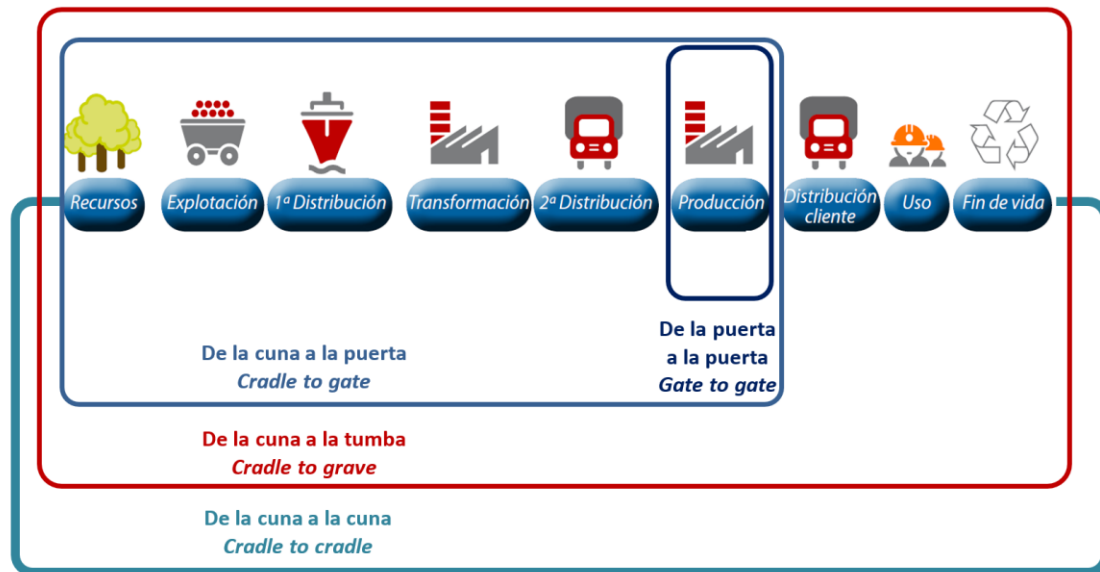 Recursos
Explotación
1ª Distribución
Transformación
2ª Distribución
Producción
Distribución
cliente
Uso
Fin de vida
De la puerta
a la puerta
Gate to gate
De la cuna a la puerta
Cradle to gate
De la cuna a la tumba
Cradle to grave
De la cuna a la cuna
Cradle to cradle